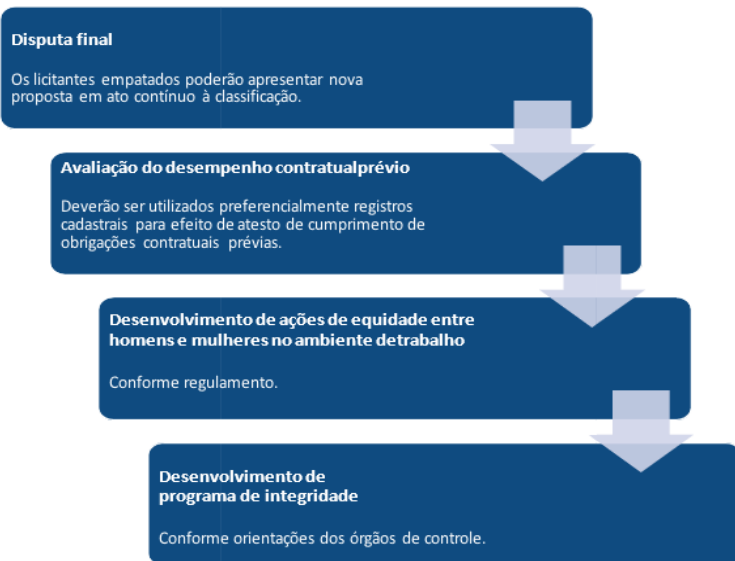 Disputa final
Os licitantes empatados poderão apresentar nova
proposta em ato contínuo à classificação.
Avaliação do desempenho contratualprévio
Deverão ser utilizados preferencialmente registros
cadastrais para efeito de atesto de cumprimento de
obrigações contratuais prévias.
Desenvolvimento de ações de equidade entre
homens e mulheres no ambiente detrabalho
Conforme regulamento.
Desenvolvimento de
programa de integridade
Conforme orientações dos órgãos de controle.